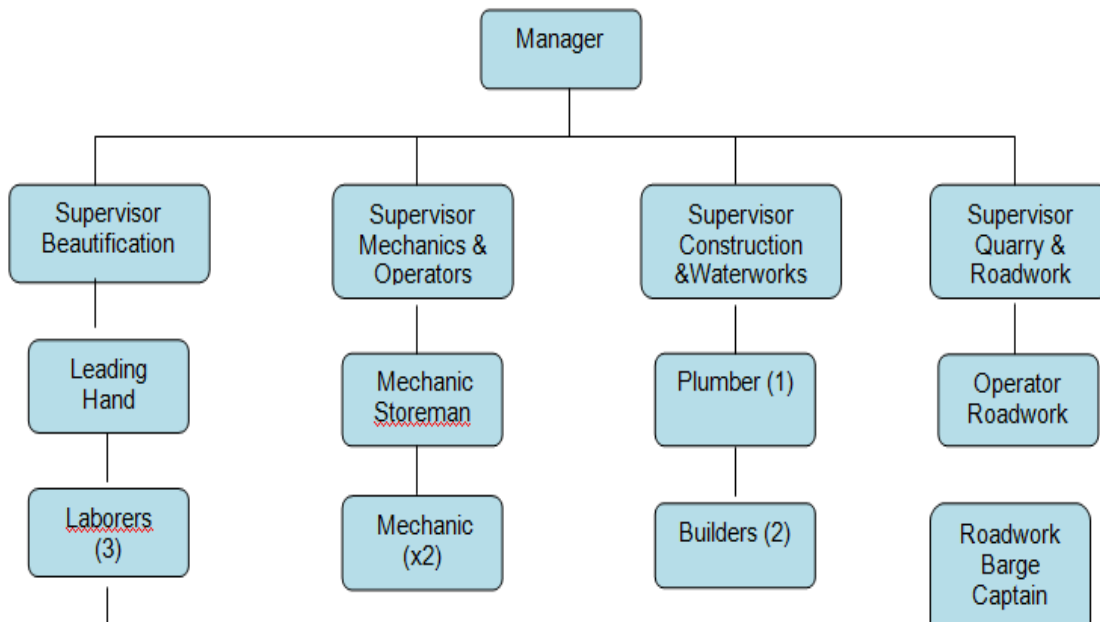 Manager
Supervisor
Beautification
Supervisor
Mechanics &
Operators
Supervisor
Construction
&Waterworks
Supervisor
Quarry &
Roadwork
Leading
Hand
Mechanic
Storeman
Plumber (1)
Operator
Roadwork
Laborers
(3)
Mechanic
(x2)
Builders (2)
Roadwork
Barge
Captain